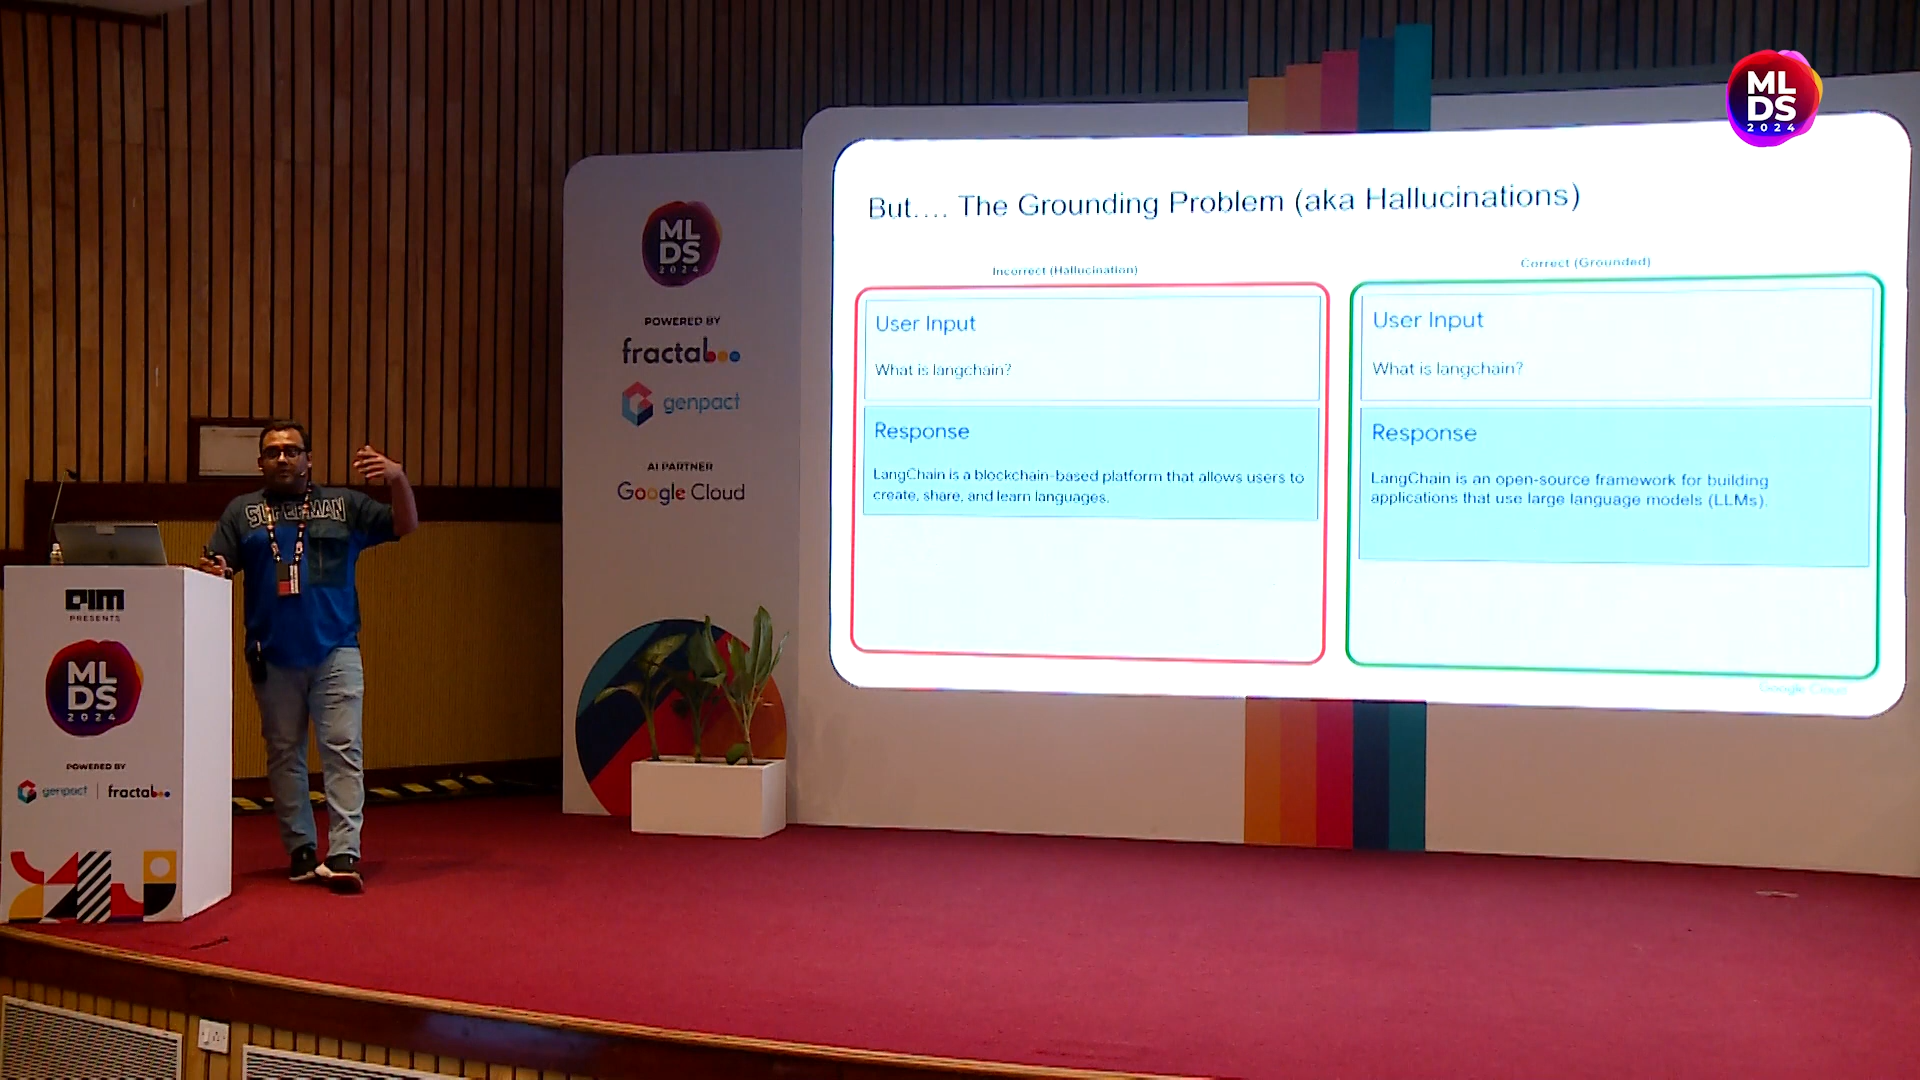 ML
DS
2024
ML
DS
2024
POWERED BY
fractal
genpact
AI PARTNER
Google Cloud
But.... The Grounding Problem (aka Hallucinations)
Incorrect (Hallucination)
User Input
What is langchain?
Response
LangChain is a blockchain-based platform that allows users to
create, share, and learn languages.
Correct (Grounded)
User Input
What is langchain?
Response
LangChain is an open-source framework for building
applications that use large language models (LLMs).
Google Cloud
SUPERMAN
AIM
PRESENTS
ML
DS
2024
POWERED BY
genpact | fractal